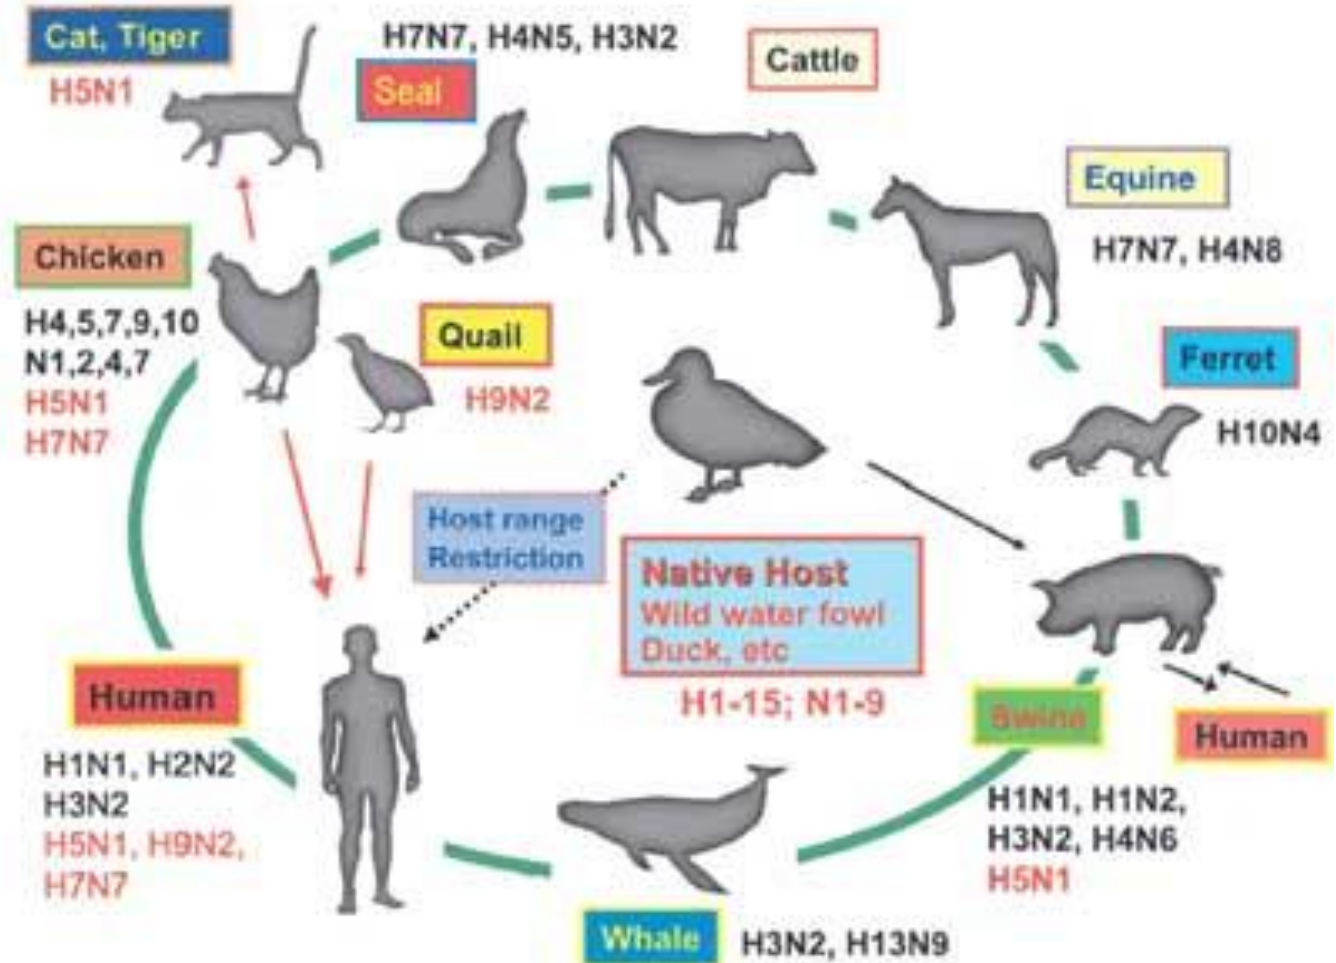 Cat, Tiger
H5N1
H7N7, H4N5, H3N2
Seal
Cattle
Equine
H7N7, H4N8
Chicken
H4,5,7,9,10
N1,2,4,7
H5N1
H7N7
Quail
H9N2
Ferret
H10N4
Host range
Restriction
Native Host
Wild water fowl
Duck, etc
H1-15; N1-9
Human
H1N1, H2N2
H3N2
H5N1, H9N2,
H7N7
Swine
Human
H1N1, H1N2,
H3N2, H4N6
H5N1
Whale
H3N2, H13N9